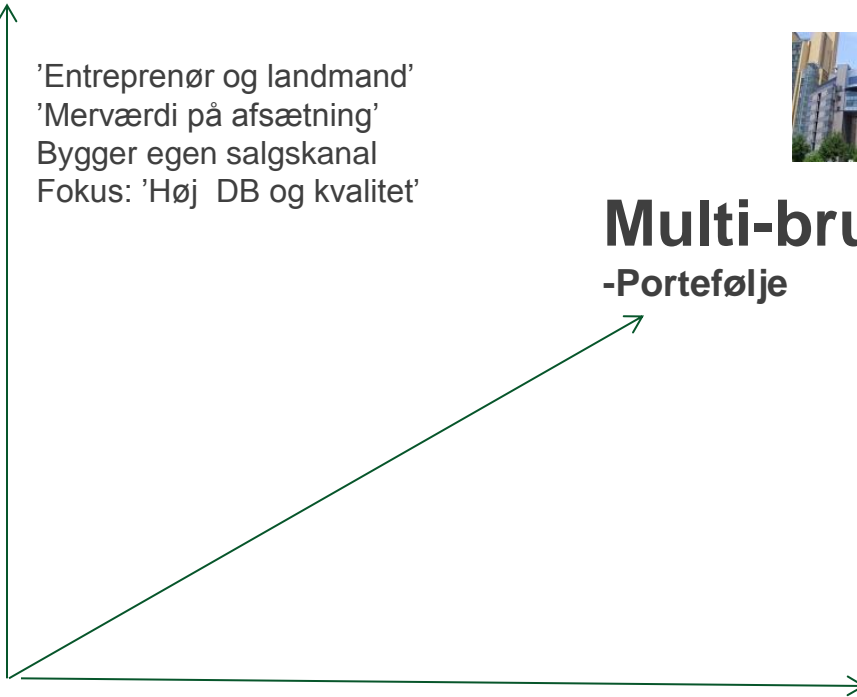 ’Entreprenør og landmand’
’Merværdi på afsætning’
Bygger egen salgskanal
Fokus: ’Høj  DB og kvalitet’
Multi-bru
-Portefølje